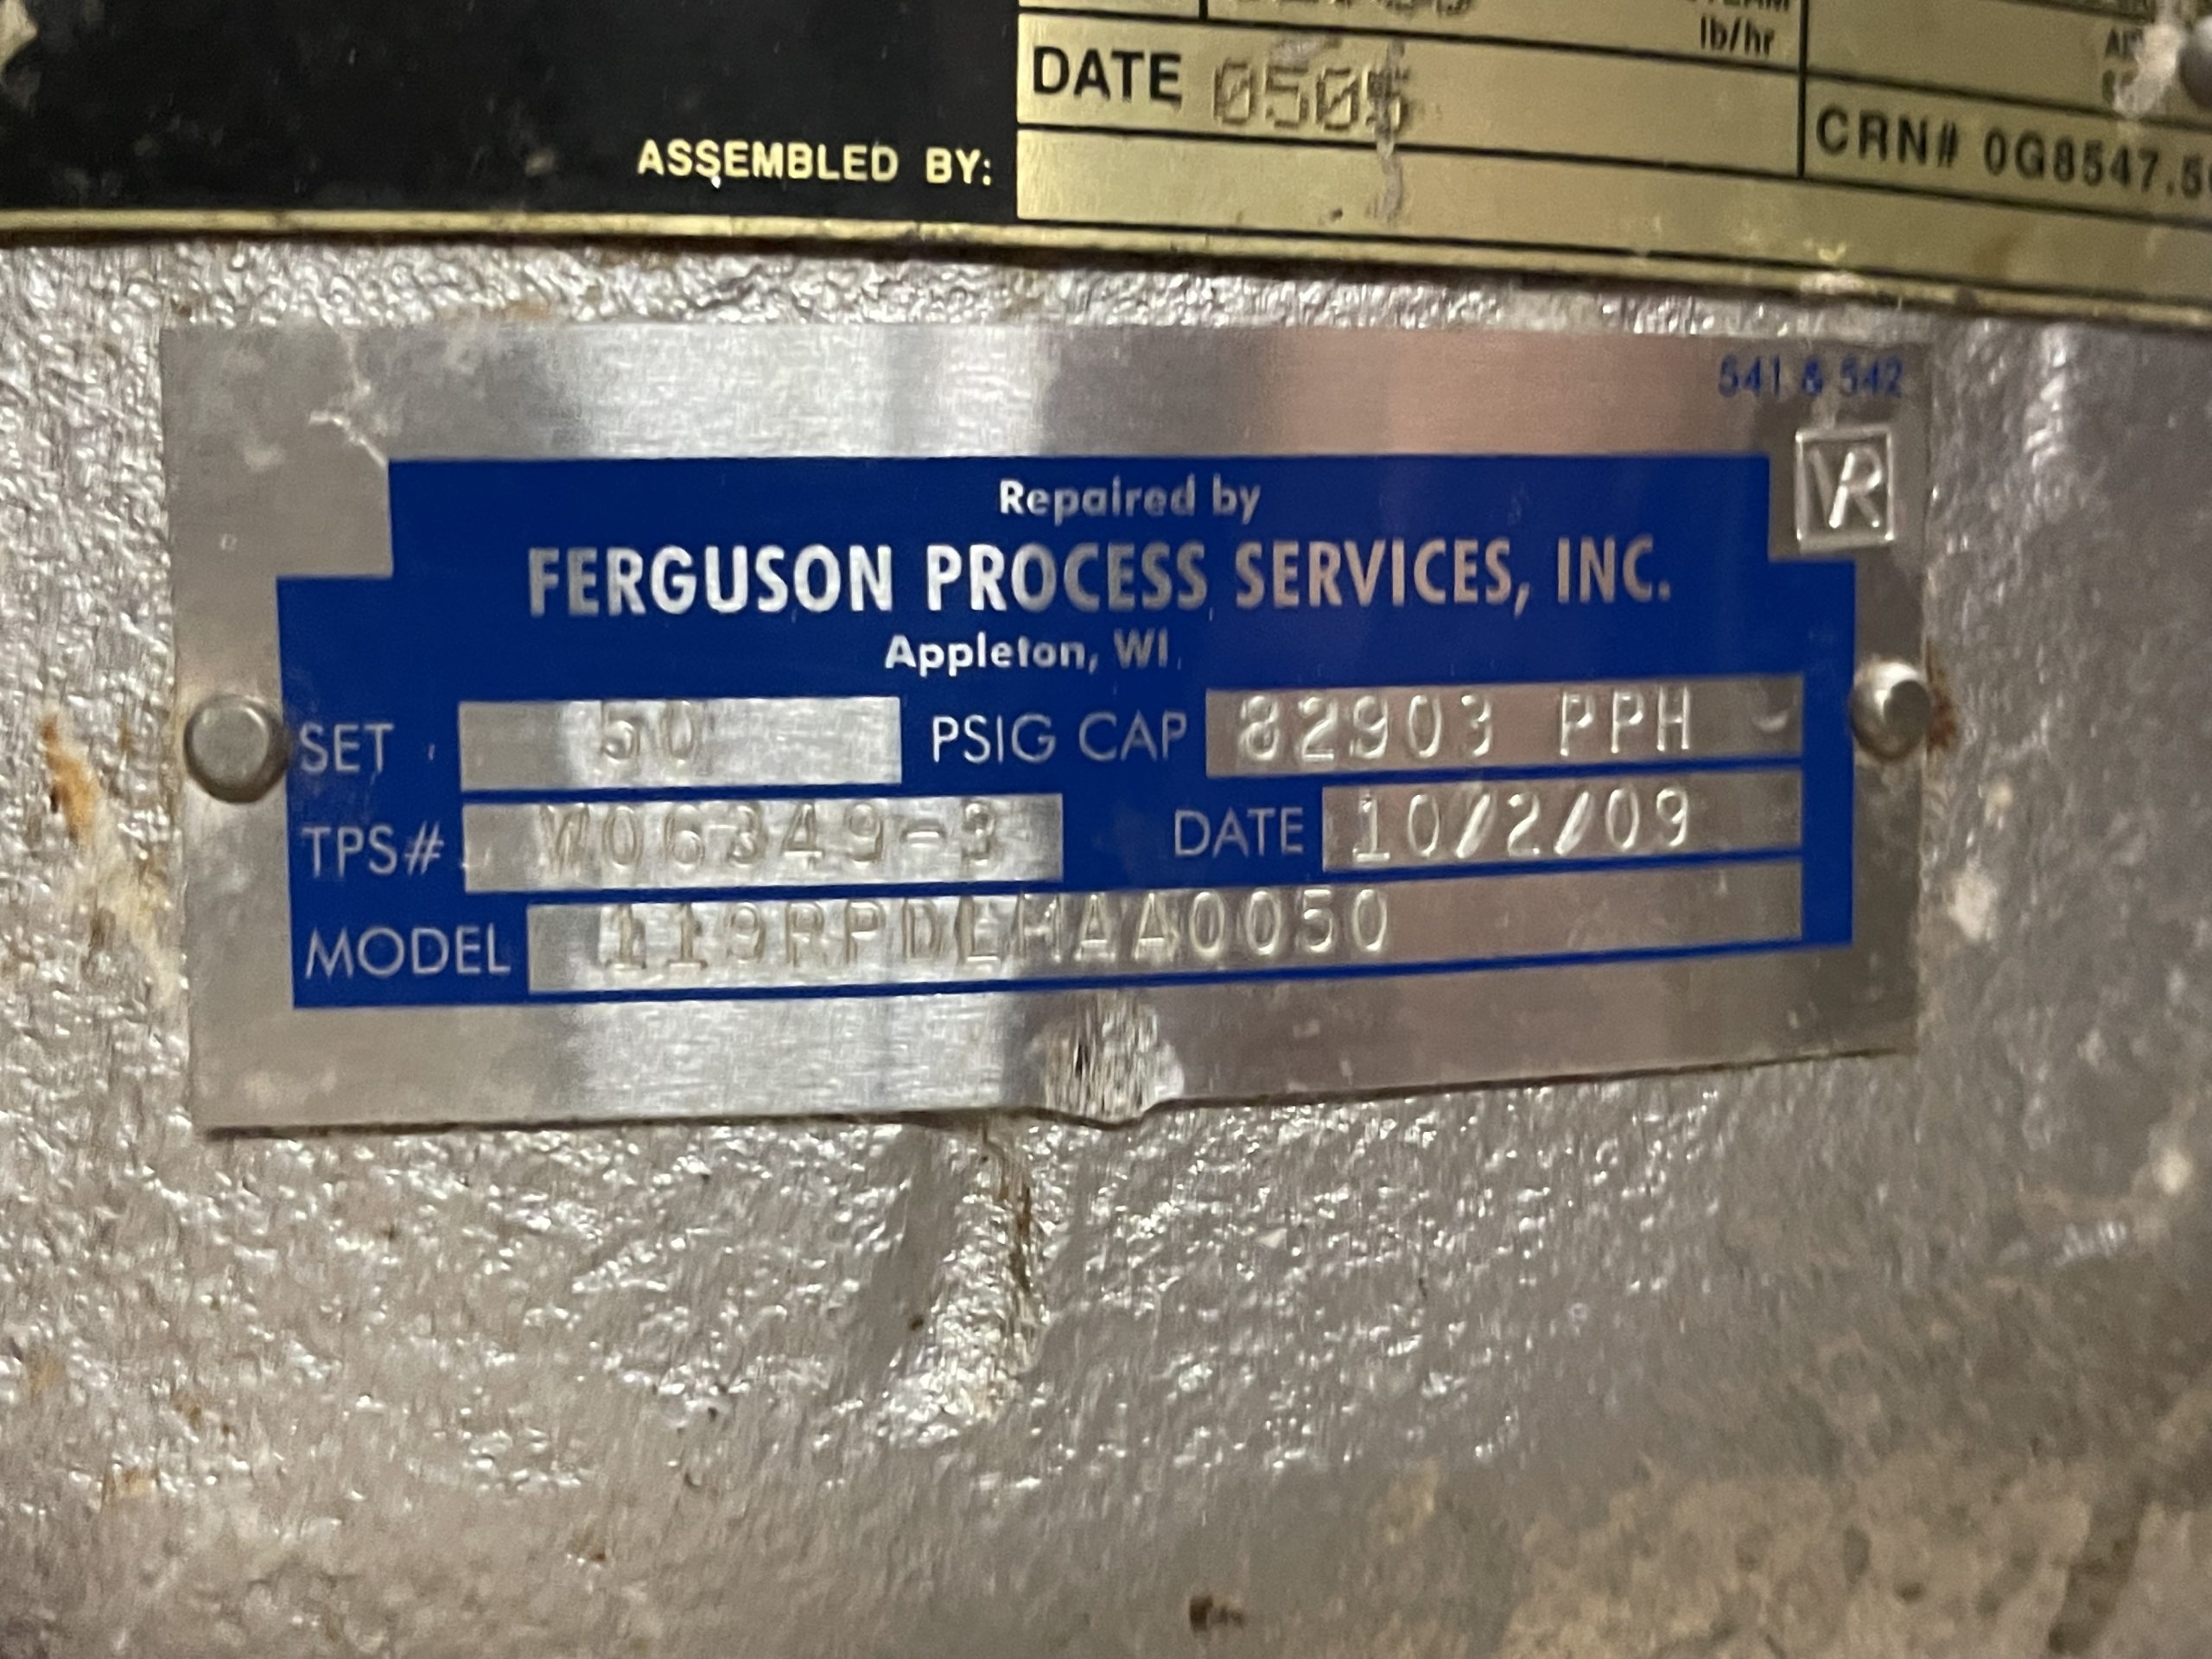 lb/hr
DATE 0505
CRN# 0G8547.5
ASSEMBLED BY:
541 & 542
VR
Repaired by
FERGUSON PROCESS SERVICES, INC.
Appleton, WI.
SET 50 PSIG CAP 82903 PPH
TPS# W06349-3 DATE 10/2/09
MODEL 119RPDLMAA0050